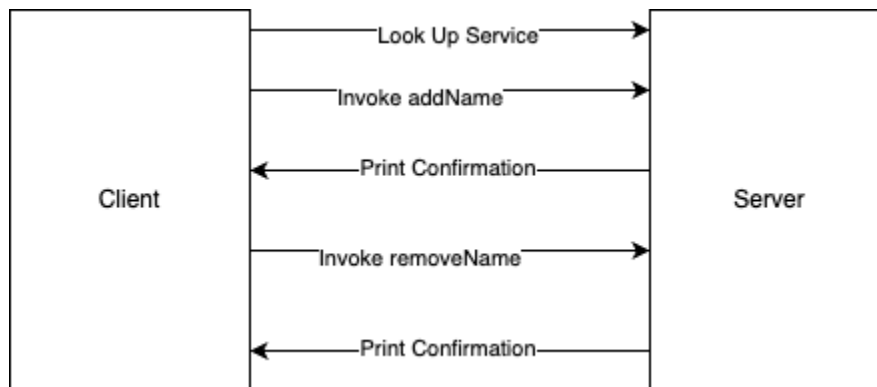 Look Up Service
Invoke addName
Print Confirmation
Client
Server
Invoke removeName
Print Confirmation